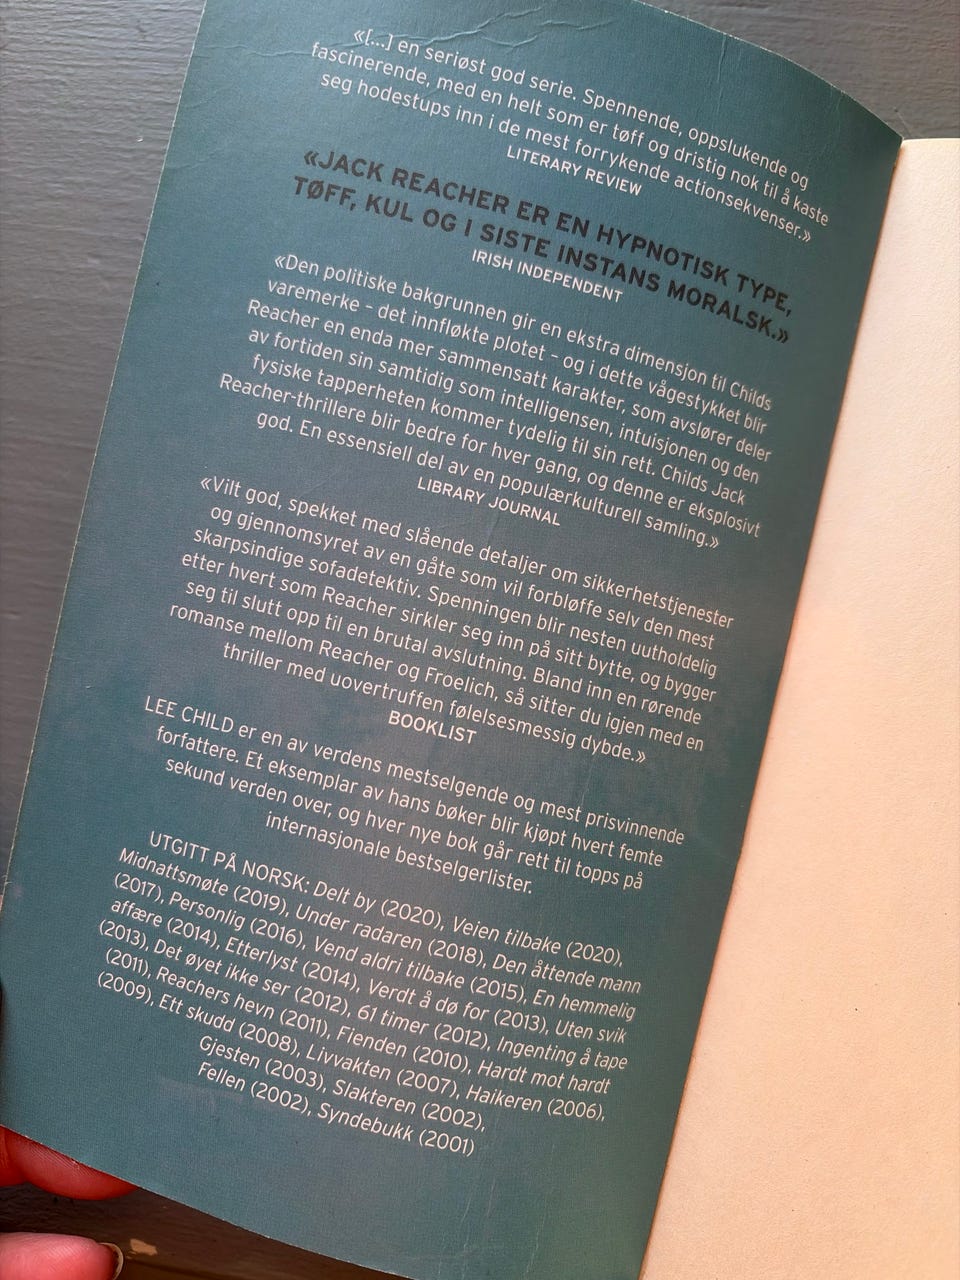 «[...] en seriøst god serie. Spennende, oppslukende og
fascinerende, med en helt som er tøff og dristig nok til å kaste
seg hodestups inn i de mest forrykende actionsekvenser.»
LITERARY REVIEW
«JACK REACHER ER EN HYPNOTISK TYPE,
TØFF, KUL OG I SISTE INSTANS MORALSK.»
IRISH INDEPENDENT
«Den politiske bakgrunnen gir en ekstra dimensjon til Childs
varemerke – det innfløkte plotet – og i dette vågestykket blir
Reacher en enda mer sammensatt karakter, som avslører deler
av fortiden sin samtidig som intelligensen, intuisjonen og den
fysiske tapperheten kommer tydelig til sin rett. Childs Jack
Reacher-thrillere blir bedre for hver gang, og denne er eksplosivt
god. En essensiell del av en populærkulturell samling.»
LIBRARY JOURNAL
«Vilt god, spekket med slående detaljer om sikkerhetstjenester
og gjennomsyret av en gåte som vil forbløffe selv den mest
skarpsindige sofadetektiv. Spenningen blir nesten uutholdelig
etter hvert som Reacher sirkler seg inn på sitt bytte, og bygger
seg til slutt opp til en brutal avslutning. Bland inn en rørende
romanse mellom Reacher og Froelich, så sitter du igjen med en
thriller med uovertruffen følelsesmessig dybde.»
BOOKLIST
LEE CHILD er en av verdens mestselgende og mest prisvinnende
forfattere. Et eksemplar av hans bøker blir kjøpt hvert femte
sekund verden over, og hver nye bok går rett til topps på
internasjonale bestselgerlister.
UTGITT PÅ NORSK: Delt by (2020), Veien tilbake (2020),
Midnattsmøte (2019), Under radaren (2018), Den åttende mann
(2017), Personlig (2016), Vend aldri tilbake (2015), En hemmelig
affære (2014), Etterlyst (2014), Verdt å dø for (2013), Uten svik
(2013), Det øyet ikke ser (2012), 61 timer (2012), Ingenting å tape
(2011), Reachers hevn (2011), Fienden (2010), Hardt mot hardt
(2009), Ett skudd (2008), Livvakten (2007), Haikeren (2006),
Gjesten (2003), Slakteren (2002),
Fellen (2002), Syndebukk (2001)